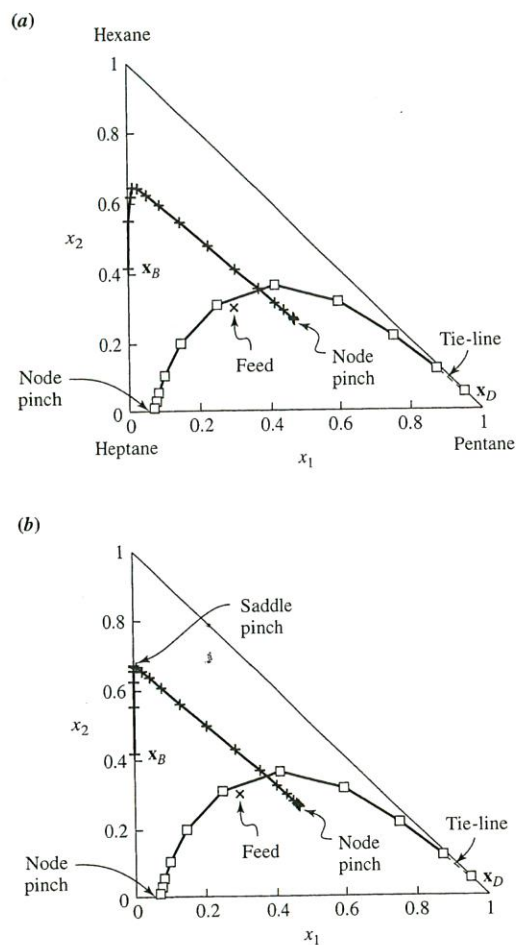 (a)
Hexane
1
0.8
0.6
x2
0.4
xB
0.2
Feed
Node
pinch
Tie-line
xD
Node
pinch
0
0
0.2
0.4
0.6
0.8
1
Heptane
x1
Pentane
(b)
1
0.8
Saddle
pinch
0.6
x2
0.4
xB
0.2
Feed
Node
pinch
Tie-line
xD
Node
pinch
0
0
0.2
0.4
0.6
0.8
1
x1